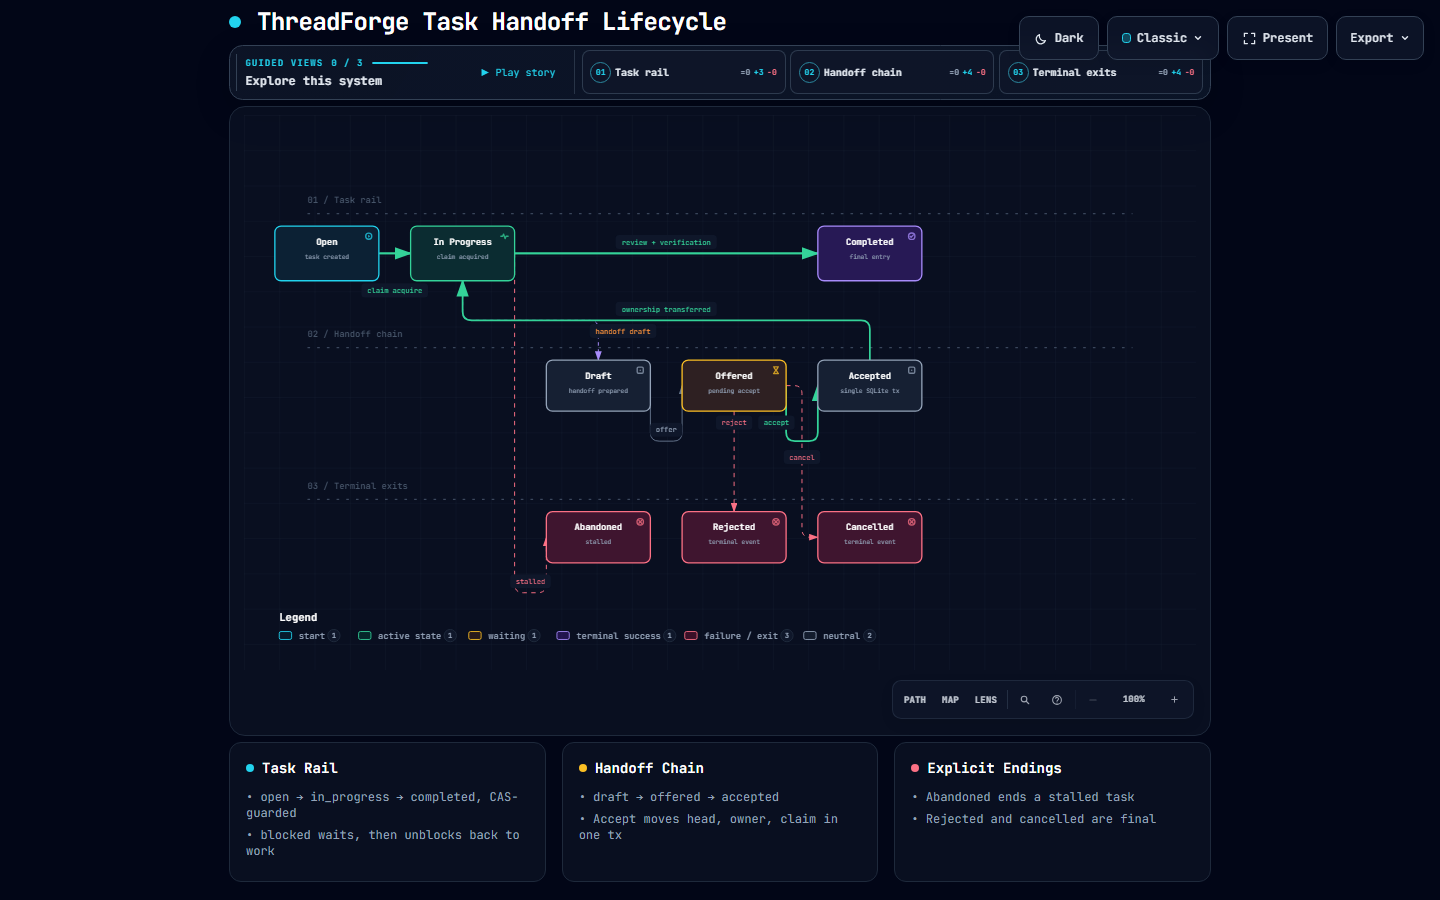 ThreadForge Task Handoff Lifecycle
Dark
Classic
Present
Export
GUIDED VIEWS 0 / 3
Explore this system
▶ Play story
01 Task rail =0 +3 -0
02 Handoff chain =0 +4 -0
03 Terminal exits =0 +4 -0
01 / Task rail
Open
task created
In Progress
claim acquired
review + verification
Completed
final entry
claim acquire
ownership transferred
handoff draft
02 / Handoff chain
Draft
handoff prepared
Offered
pending accept
Accepted
single SQLite tx
offer
reject
accept
cancel
03 / Terminal exits
Abandoned
stalled
Rejected
terminal event
Cancelled
terminal event
stalled
Legend
start 1
active state 1
waiting 1
terminal success 1
failure / exit 3
neutral 2
PATH MAP LENS − 100% +
Task Rail
• open → in_progress → completed, CAS-
guarded
• blocked waits, then unblocks back to
work
Handoff Chain
• draft → offered → accepted
• Accept moves head, owner, claim in
one tx
Explicit Endings
• Abandoned ends a stalled task
• Rejected and cancelled are final